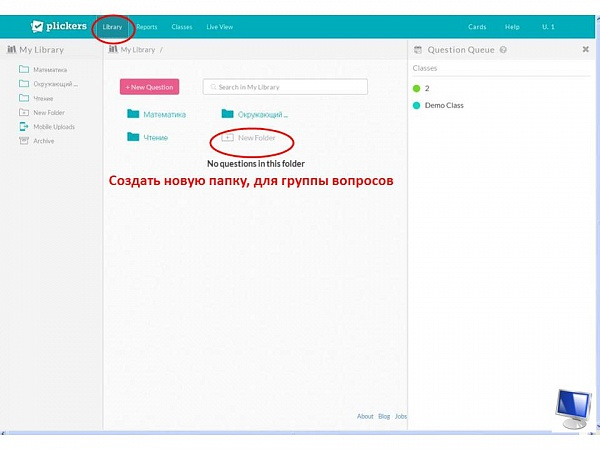 plickers Library Reports Classes Live View Cards Help U. 1
My Library
Математика
Окружающий ...
Чтение
New Folder
Mobile Uploads
Archive
My Library /
+ New Question Search in My Library
Математика Окружающий ...
Чтение New Folder
No questions in this folder
Создать новую папку, для группы вопросов
About Blog Jobs
Question Queue ?
Classes
2
Demo Class